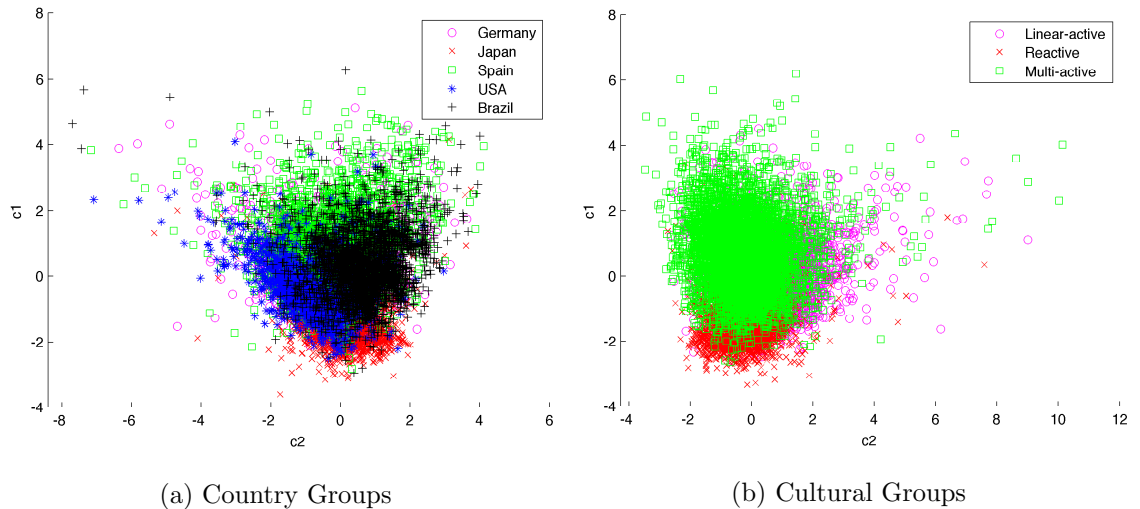 8
6
4
2
0
-2
-4
-8
-6
-4
-2
0
2
4
6
c1
c2
Germany
Japan
Spain
USA
Brazil
(a) Country Groups
8
6
4
2
0
-2
-4
-4
-2
0
2
4
6
8
10
12
c1
c2
Linear-active
Reactive
Multi-active
(b) Cultural Groups